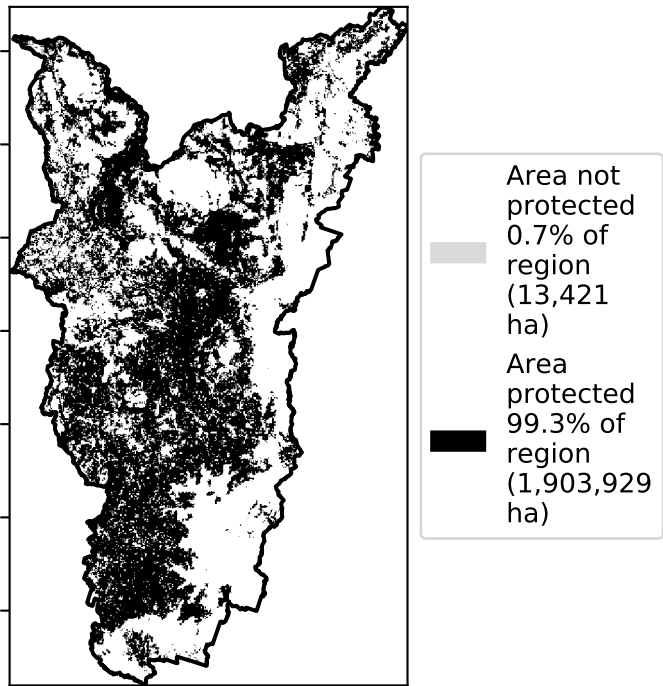 Area not
protected
0.7% of
region
(13,421
ha)
Area
protected
99.3% of
region
(1,903,929
ha)